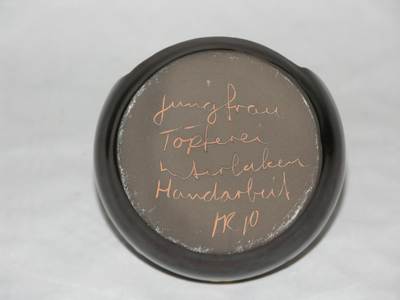 Jungfrau
Töpferei
Interlaken
Handarbeit
HR 10